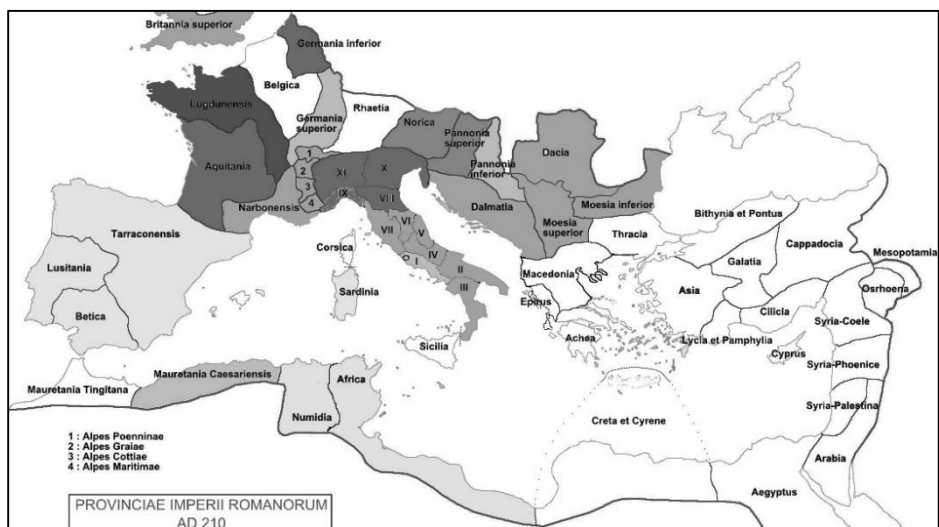 Britannia superior
Germania inferior
Belgica
Lugdunensis
Germania
superior
Rhaetia
Norica
Pannonia
superior
Pannonia
inferior
Dacia
Aquitania
1
2
3
4
XI
X
IX
VIII
Narbonensis
Dalmatia
Moesia inferior
Moesia
superior
VII
VI
V
IV
I
II
III
Tarraconensis
Lusitania
Betica
Corsica
Sardinia
Sicilia
Thracia
Macedonia
Epirus
Achea
Bithynia et Pontus
Galatia
Cappadocia
Mesopotamia
Osrhoena
Asia
Cilicia
Lycia et Pamphylia
Cyprus
Syria-Coele
Syria-Phoenice
Syria-Palestina
Arabia
Aegyptus
Creta et Cyrene
Mauretania Tingitana
Mauretania Caesariensis
Numidia
Africa
1 : Alpes Poenninae
2 : Alpes Graiae
3 : Alpes Cottiae
4 : Alpes Maritimae
PROVINCIAE IMPERII ROMANORUM
AD 210